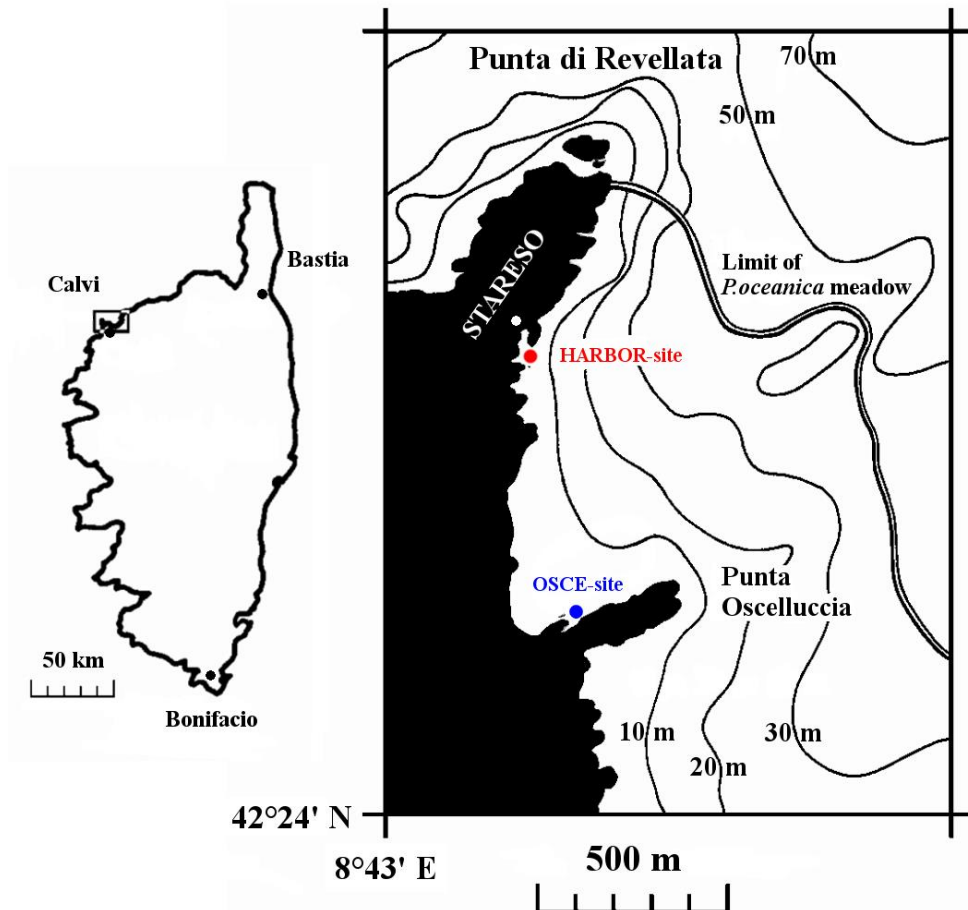 Punta di Revellata
70 m
50 m
Bastia
Calvi
STARESO
Limit of
P.oceanica meadow
HARBOR-site
OSCE-site
Punta
Oscelluccia
50 km
Bonifacio
10 m
20 m
30 m
42°24' N
8°43' E
500 m